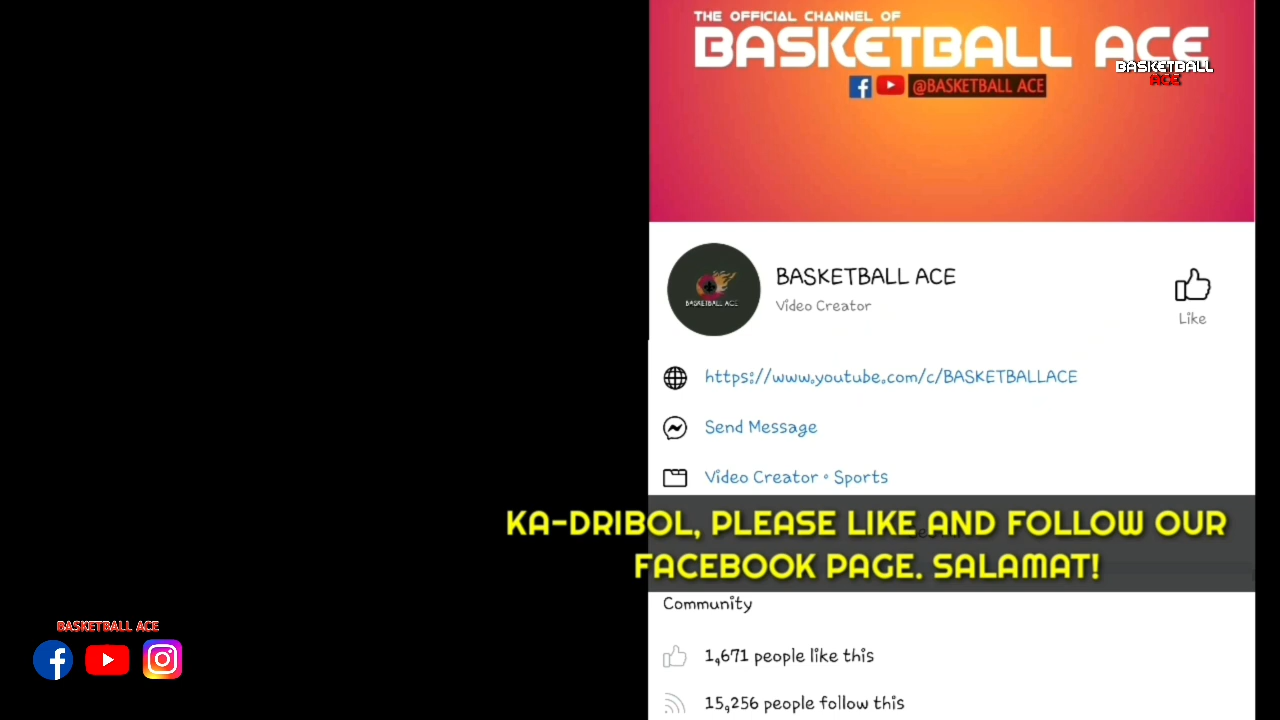 THE OFFICIAL CHANNEL OF
BASKETBALL ACE
@BASKETBALL ACE
BASKETBALL
ACE
BASKETBALL ACE
BASKETBALL ACE
Video Creator
Like
https://www.youtube.com/c/BASKETBALLACE
Send Message
Video Creator • Sports
KA-DRIBOL, PLEASE LIKE AND FOLLOW OUR
FACEBOOK PAGE. SALAMAT!
Community
1,671 people like this
15,256 people follow this
BASKETBALL ACE